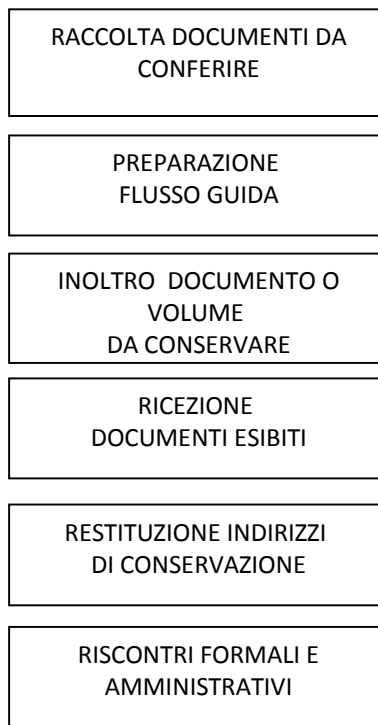 RACCOLTA DOCUMENTI DA
CONFERIRE
PREPARAZIONE
FLUSSO GUIDA
INOLTRO DOCUMENTO O
VOLUME
DA CONSERVARE
RICEZIONE
DOCUMENTI ESIBITI
RESTITUZIONE INDIRIZZI
DI CONSERVAZIONE
RISCONTRI FORMALI E
AMMINISTRATIVI